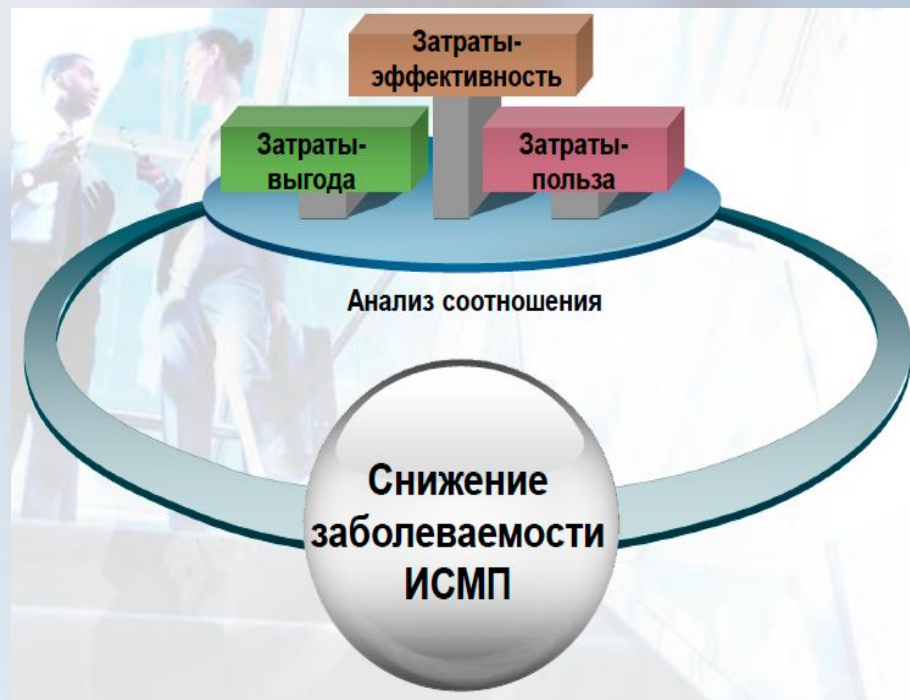 Затраты-
эффективность
Затраты-
выгода
Затраты-
польза
Анализ соотношения
Снижение
заболеваемости
ИСМП